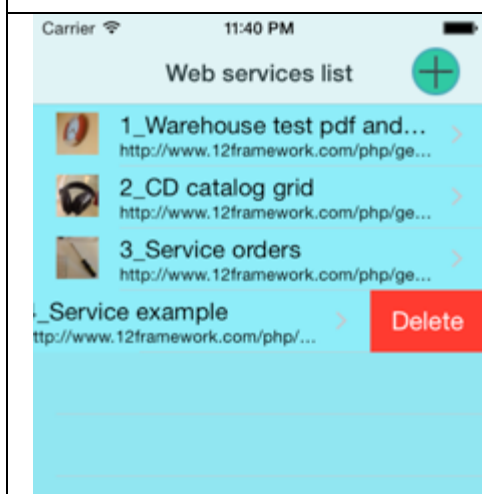 Carrier 11:40 PM
Web services list
1_Warehouse test pdf and...
http://www.12framework.com/php/ge...
2_CD catalog grid
http://www.12framework.com/php/ge...
3_Service orders
http://www.12framework.com/php/ge...
_Service example
ttp://www.12framework.com/php/...
Delete